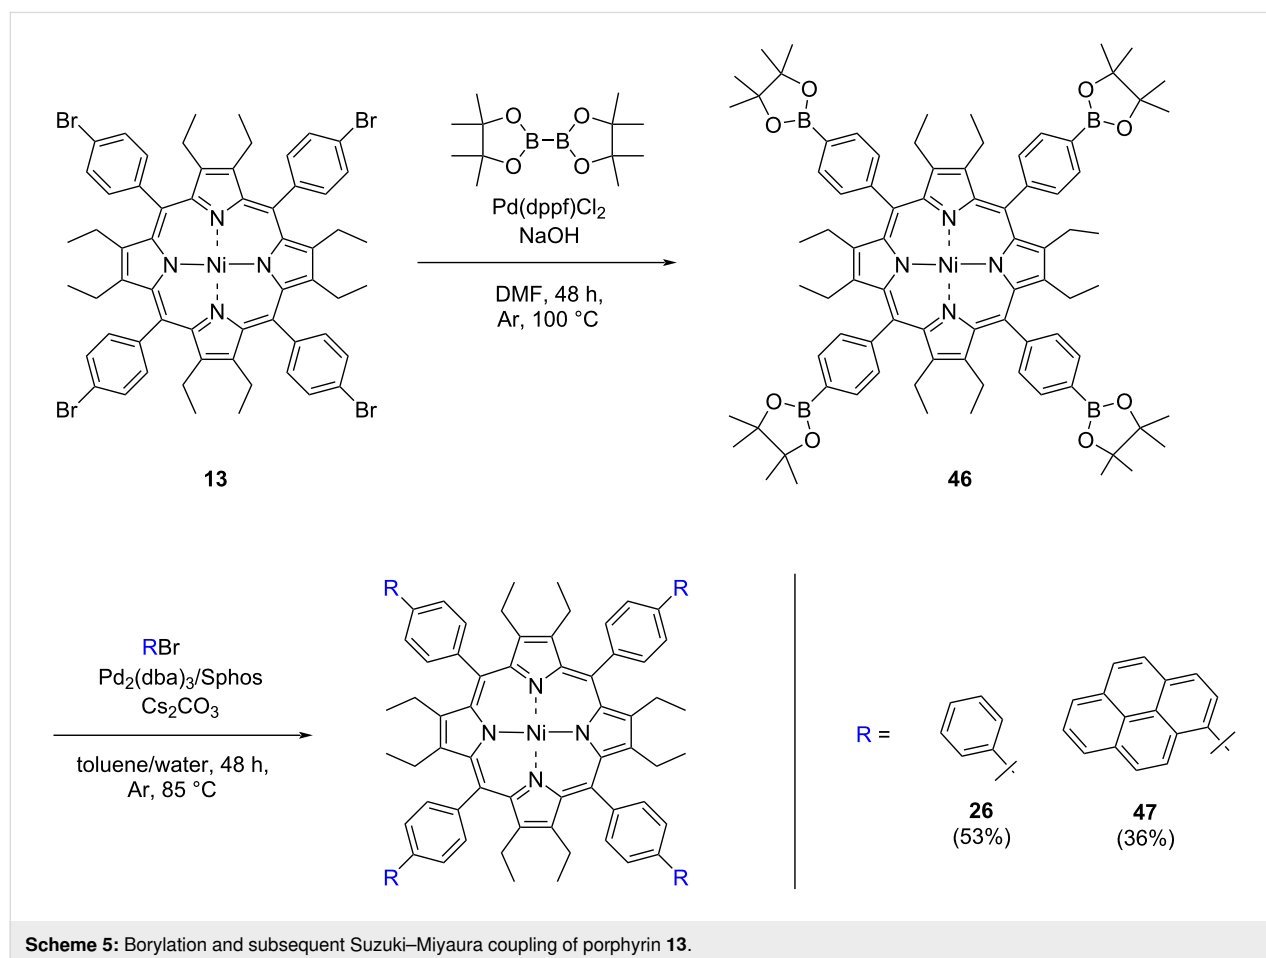 Br
Br
N
N
Ni
N
N
Br
Br
13
O
O
B
B
O
O
Pd(dppf)Cl2
NaOH
DMF, 48 h,
Ar, 100 °C
O
O
B
O
B
O
N
N
Ni
N
N
O
B
O
B
O
O
46
RBr
Pd2(dba)3/Sphos
Cs2CO3
toluene/water, 48 h,
Ar, 85 °C
R
R
N
N
Ni
N
N
R
R
R =
26
(53%)
47
(36%)
Scheme 5: Borylation and subsequent Suzuki–Miyaura coupling of porphyrin 13.